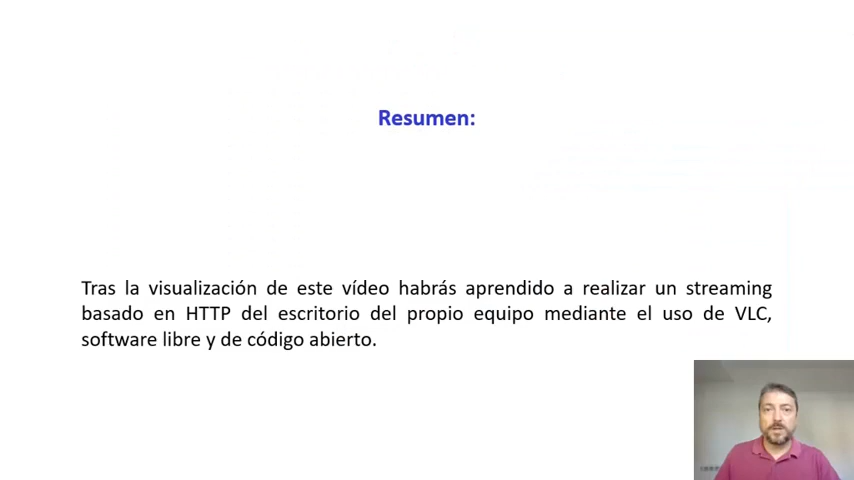 Resumen:
Tras la visualización de este vídeo habrás aprendido a realizar un streaming
basado en HTTP del escritorio del propio equipo mediante el uso de VLC,
software libre y de código abierto.